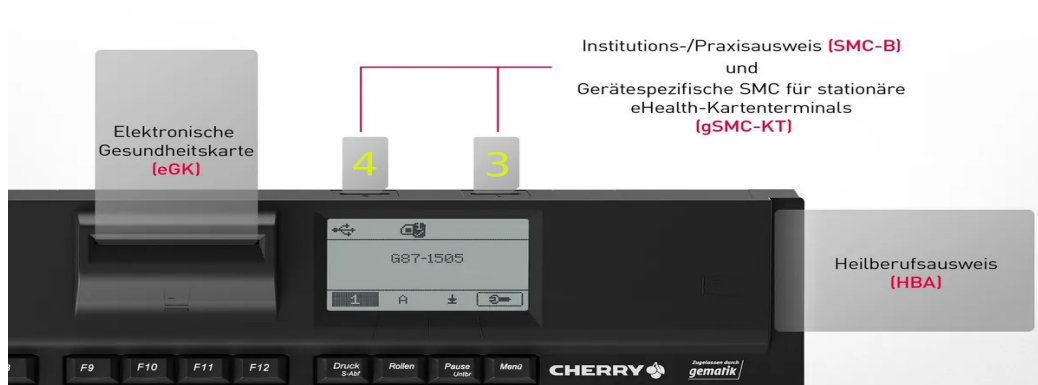 Institutions-/Praxisausweis (SMC-B)
und
Gerätespezifische SMC für stationäre
eHealth-Kartenterminals
(gSMC-KT)
Elektronische
Gesundheitskarte
(eGK)
4
3
G87-1505
1
A
Heilberufsausweis
(HBA)
F9
F10
F11
F12
Druck
S-Abf
Rollen
Pause
Untbr
Menü
CHERRY
Zugelassen durch
gematik